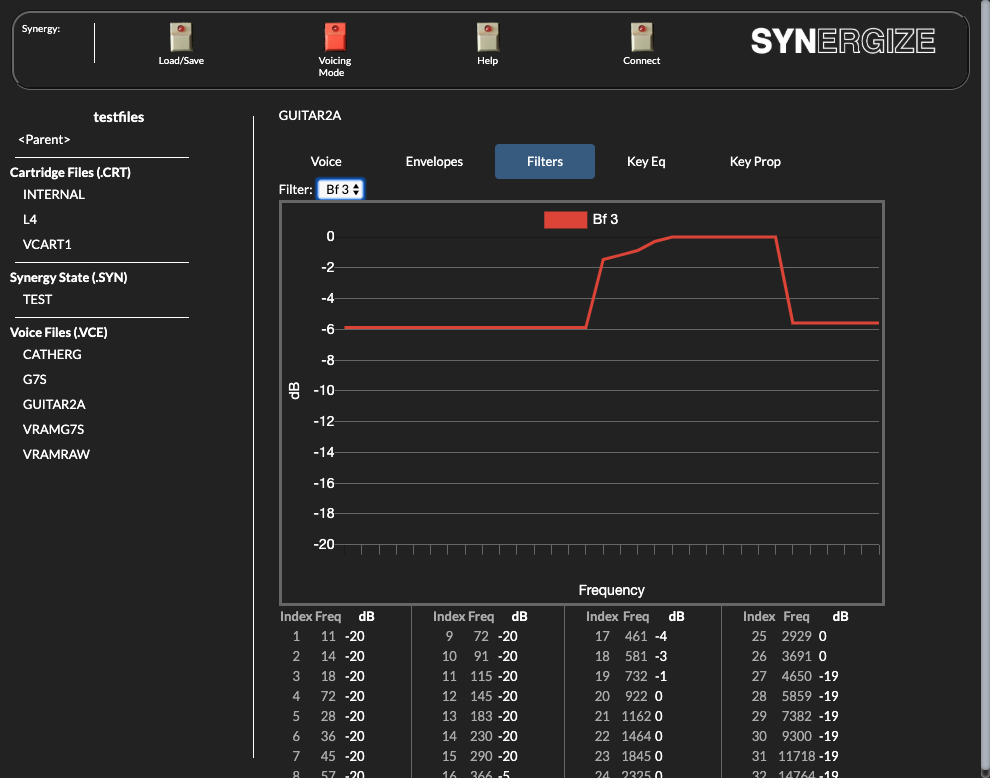 Synergy:
Load/Save
Voicing
Mode
Help
Connect
SYNERGIZE
testfiles
<Parent>
Cartridge Files (.CRT)
INTERNAL
L4
VCART1
Synergy State (.SYN)
TEST
Voice Files (.VCE)
CATHERG
G7S
GUITAR2A
VRAMG7S
VRAMRAW
GUITAR2A
Voice Envelopes Filters Key Eq Key Prop
Filter: Bf 3
Bf 3
0
-2
-4
-6
-8
-10
-12
-14
-16
-18
-20
dB
Frequency
Index Freq dB Index Freq dB Index Freq dB Index Freq dB
1 11 -20 9 72 -20 17 461 -4 25 2929 0
2 14 -20 10 91 -20 18 581 -3 26 3691 0
3 18 -20 11 115 -20 19 732 -1 27 4650 -19
4 72 -20 12 145 -20 20 922 0 28 5859 -19
5 28 -20 13 183 -20 21 1162 0 29 7382 -19
6 36 -20 14 230 -20 22 1464 0 30 9300 -19
7 45 -20 15 290 -20 23 1845 0 31 11718 -19
8 57 -20 16 366 -5 24 2325 0 32 14764 -19